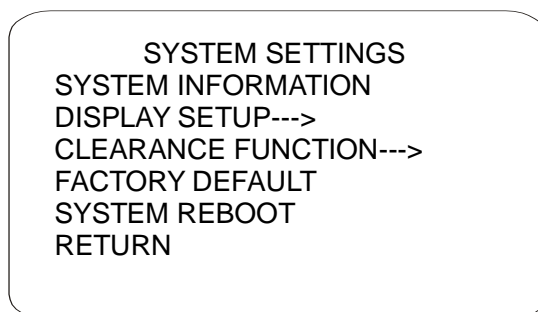 SYSTEM SETTINGS
SYSTEM INFORMATION
DISPLAY SETUP--->
CLEARANCE FUNCTION--->
FACTORY DEFAULT
SYSTEM REBOOT
RETURN